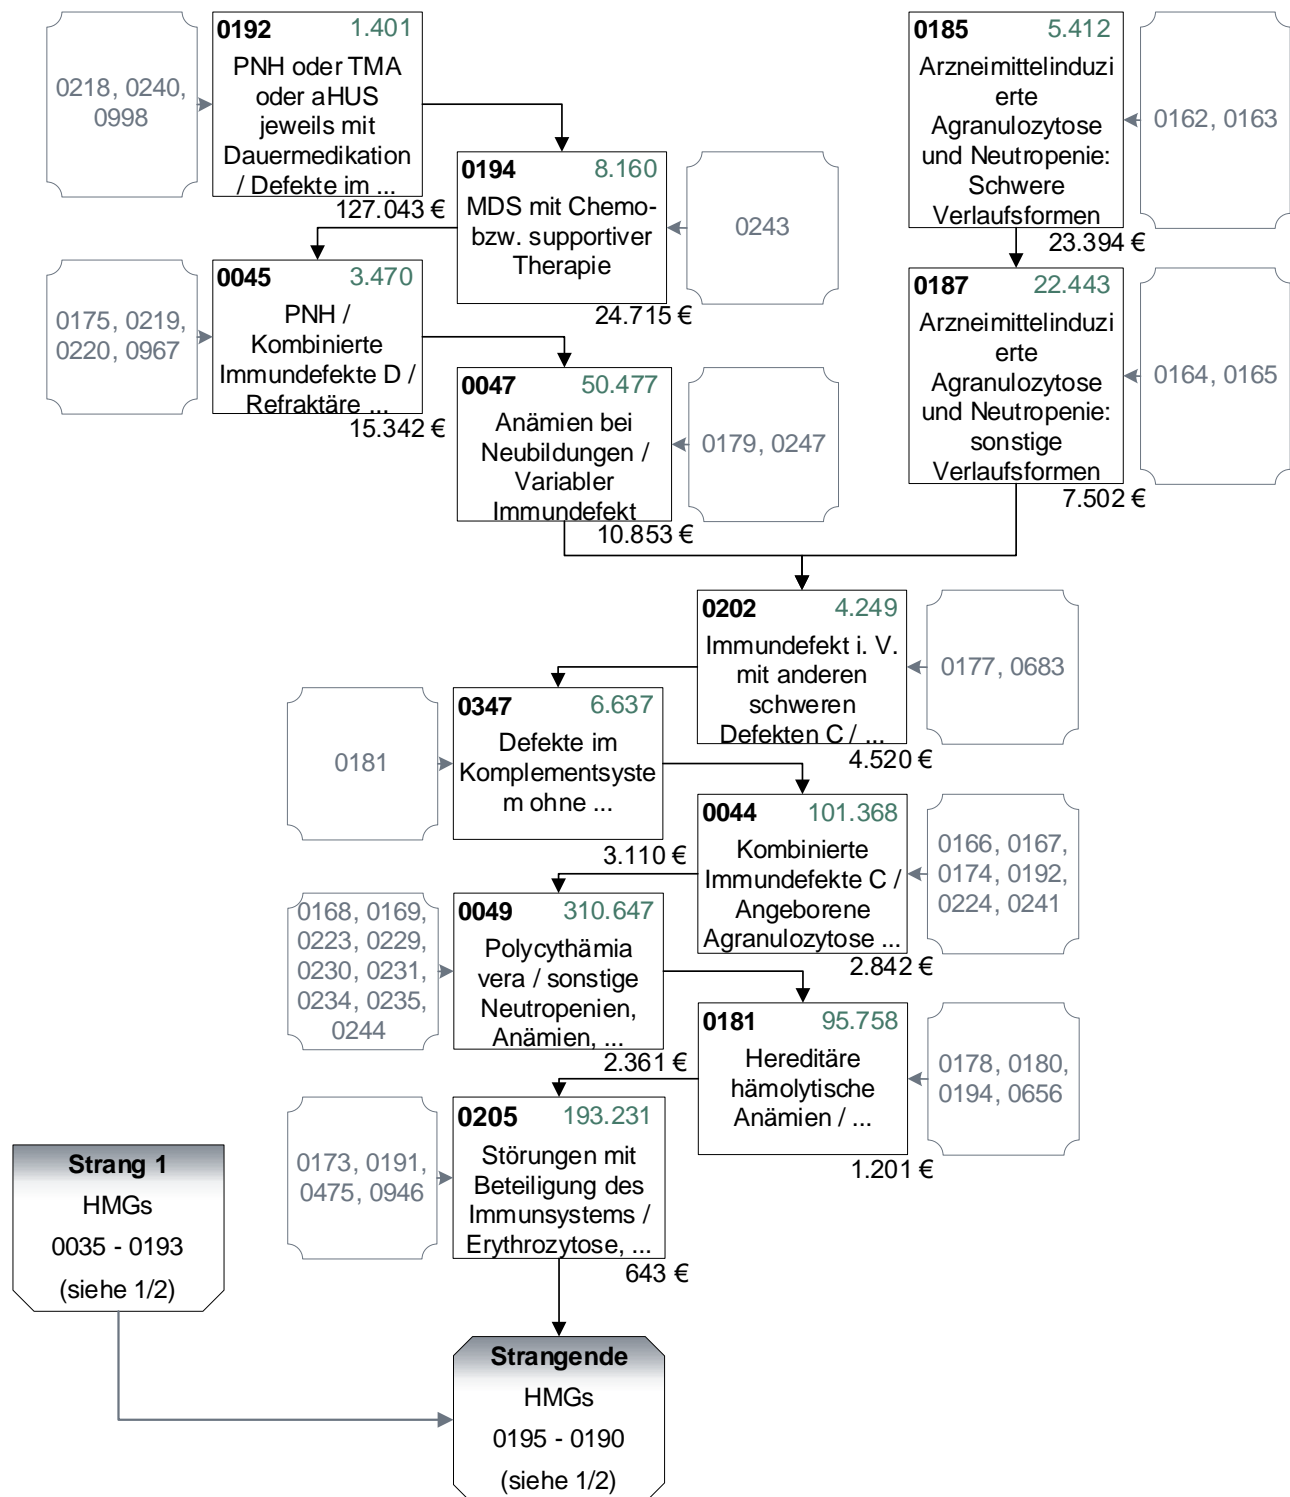 0218, 0240,
0998
0192 1.401
PNH oder TMA
oder aHUS
jeweils mit
Dauermedikation
/ Defekte im ...
127.043 €
0185 5.412
Arzneimittelinduzi
erte
Agranulozytose
und Neutropenie:
Schwere
Verlaufsformen
23.394 €
0162, 0163
0194 8.160
MDS mit Chemo-
bzw. supportiver
Therapie
24.715 €
0243
0175, 0219,
0220, 0967
0045 3.470
PNH /
Kombinierte
Immundefekte D /
Refraktäre ...
15.342 €
0187 22.443
Arzneimittelinduzi
erte
Agranulozytose
und Neutropenie:
sonstige
Verlaufsformen
7.502 €
0164, 0165
0047 50.477
Anämien bei
Neubildungen /
Variabler
Immundefekt
10.853 €
0179, 0247
0202 4.249
Immundefekt i. V.
mit anderen
schweren
Defekten C / ...
4.520 €
0177, 0683
0181
0347 6.637
Defekte im
Komplementsyste
m ohne ...
3.110 €
0044 101.368
Kombinierte
Immundefekte C /
Angeborene
Agranulozytose ...
2.842 €
0166, 0167,
0174, 0192,
0224, 0241
0168, 0169,
0223, 0229,
0230, 0231,
0234, 0235,
0244
0049 310.647
Polycythämia
vera / sonstige
Neutropenien,
Anämien, ...
2.361 €
0181 95.758
Hereditäre
hämolytische
Anämien / ...
1.201 €
0178, 0180,
0194, 0656
0173, 0191,
0475, 0946
0205 193.231
Störungen mit
Beteiligung des
Immunsystems /
Erythrozytose, ...
643 €
Strang 1
HMGs
0035 - 0193
(siehe 1/2)
Strangende
HMGs
0195 - 0190
(siehe 1/2)